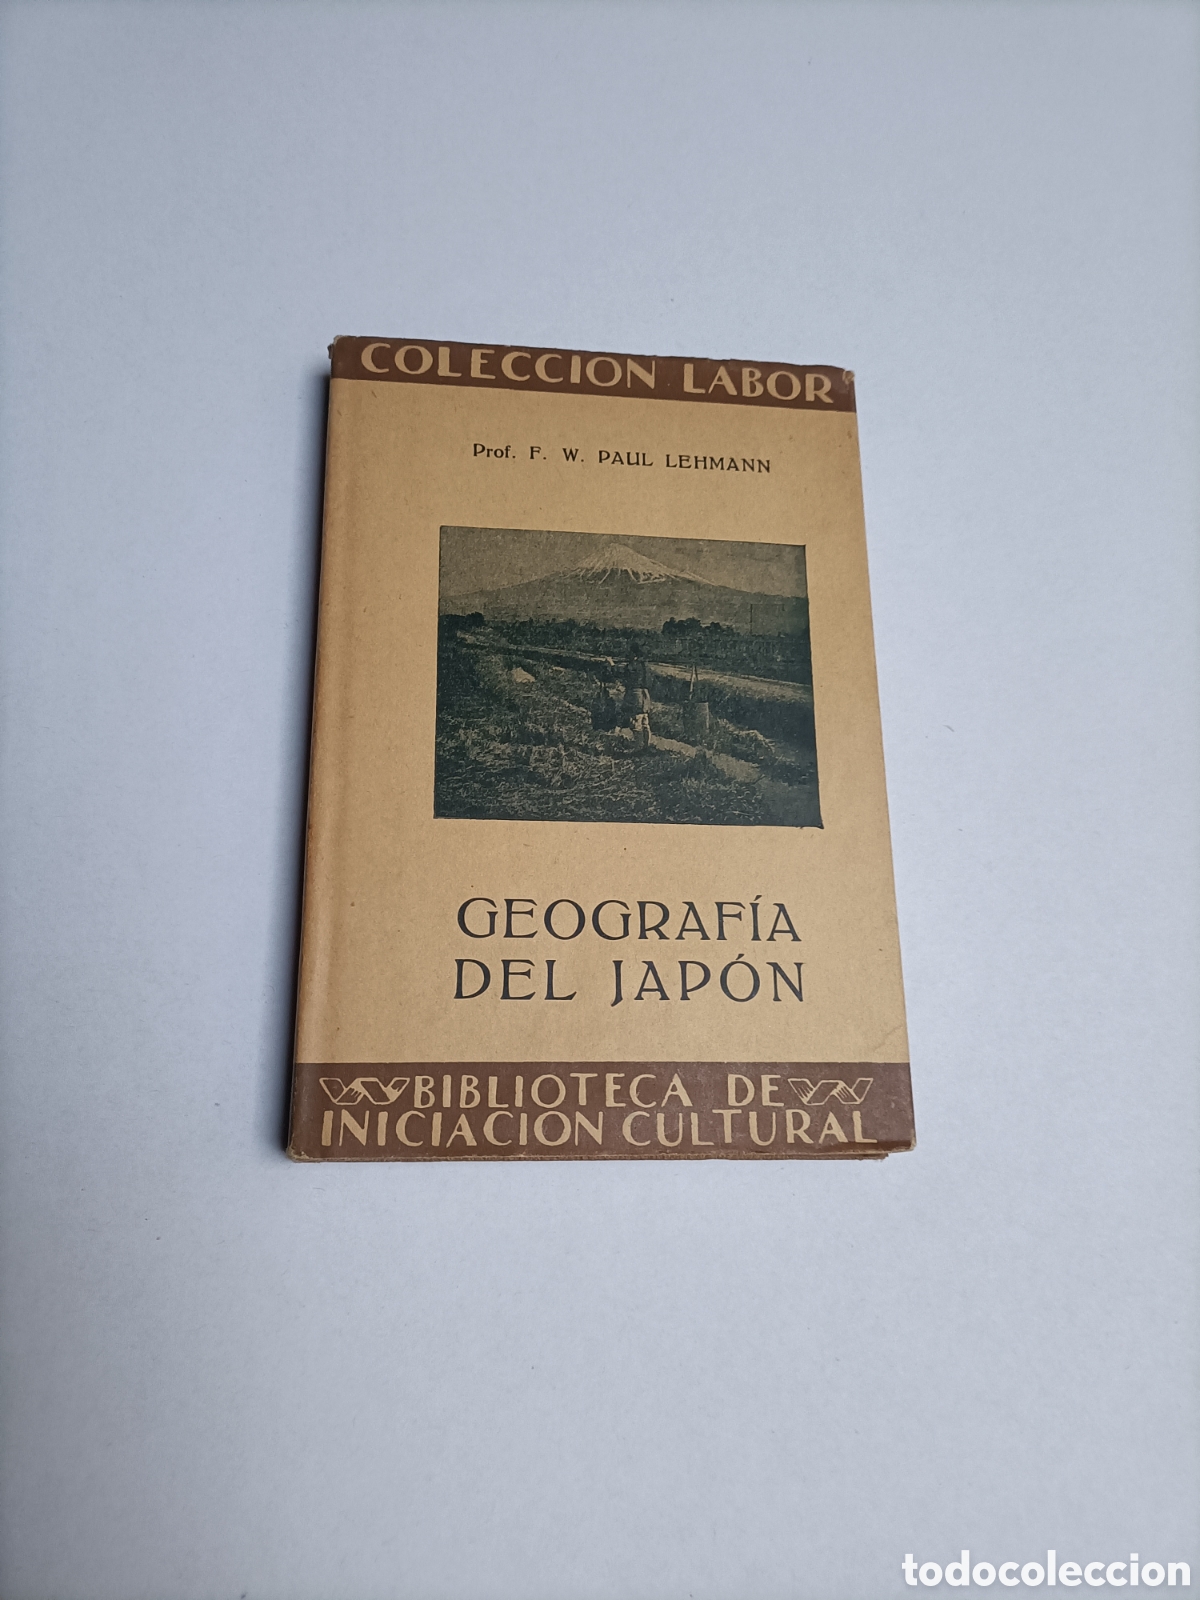 COLECCION LABOR
Prof. F. W. PAUL LEHMANN
GEOGRAFÍA
DEL JAPÓN
BIBLIOTECA DE
INICIACION CULTURAL
todocoleccion